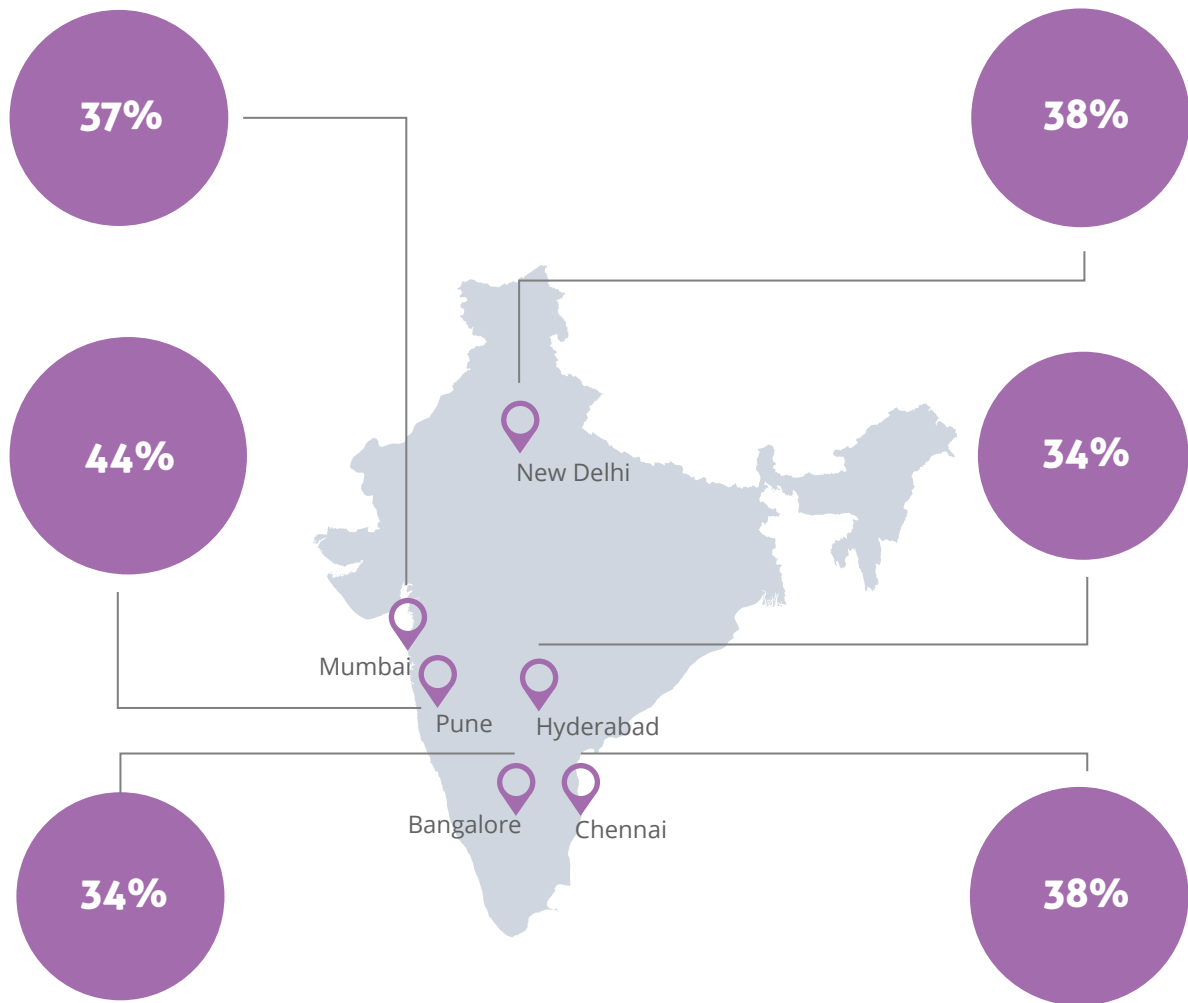 37%
38%
44%
34%
New Delhi
Mumbai
Pune
Hyderabad
Bangalore
Chennai
34%
38%